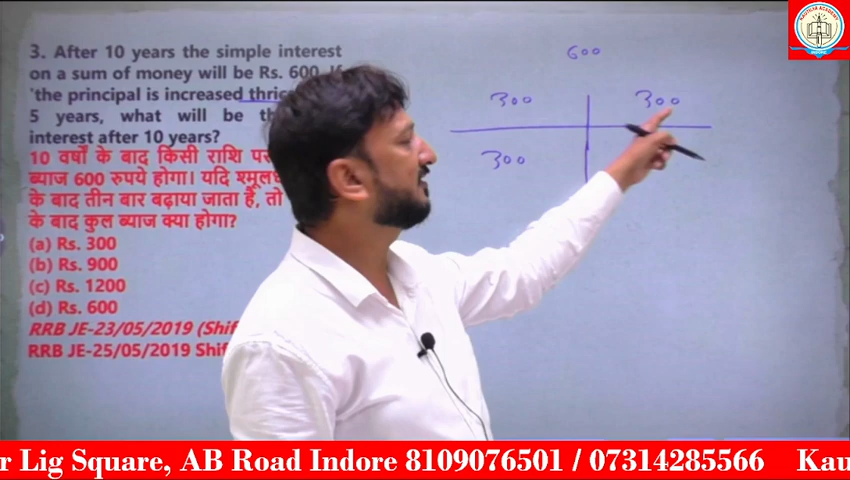 3. After 10 years the simple interest
on a sum of money will be Rs. 600. If
'the principal is increased thric
5 years, what will be th
interest after 10 years?
10 वर्षों के बाद किसी राशि पर
ब्याज 600 रुपये होगा। यदि श्मूलध
के बाद तीन बार बढ़ाया जाता है, तो
के बाद कुल ब्याज क्या होगा?
(a) Rs. 300
(b) Rs. 900
(c) Rs. 1200
(d) Rs. 600
RRB JE-23/05/2019 (Shif
RRB JE-25/05/2019 Shif
600
300 300
300
KAUTILYA ACADEMY
r Lig Square, AB Road Indore 8109076501 / 07314285566 Kau